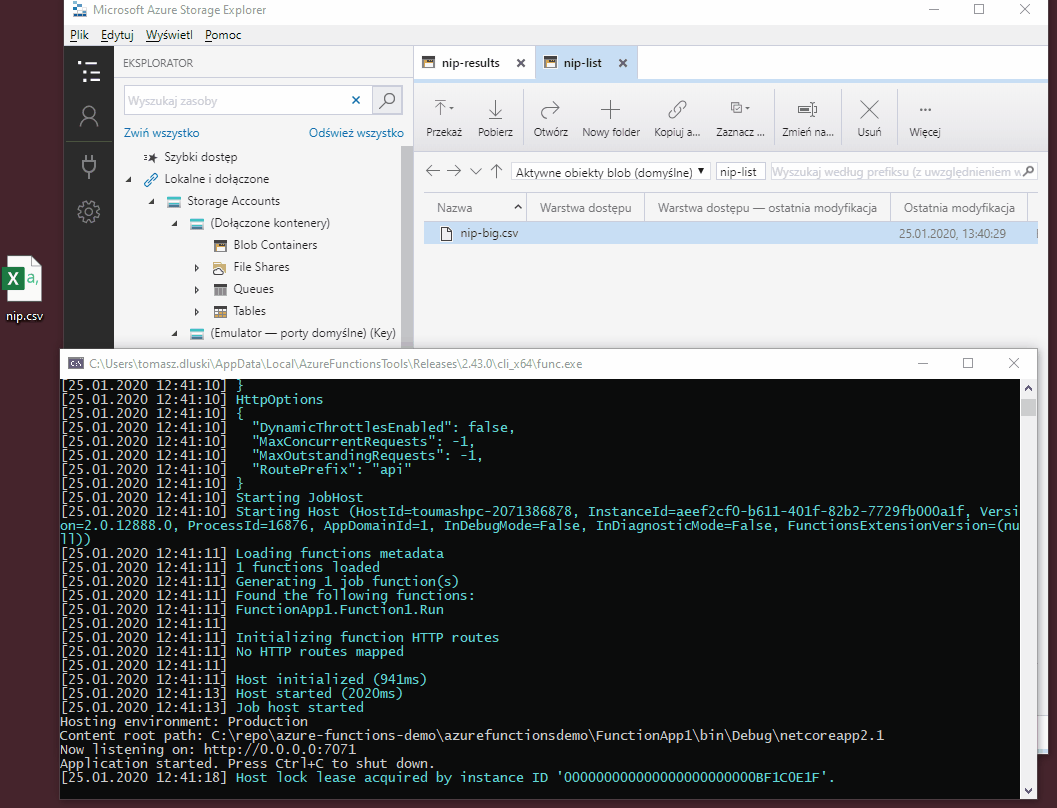 Microsoft Azure Storage Explorer
Plik Edytuj Wyświetl Pomoc
EKSPLORATOR
Wyszukaj zasoby
Zwiń wszystko Odśwież wszystko
Szybki dostęp
Lokalne i dołączone
Storage Accounts
(Dołączone kontenery)
Blob Containers
File Shares
Queues
Tables
(Emulator — porty domyślne) (Key)
nip-results nip-list
Przekaż Pobierz Otwórz Nowy folder Kopiuj a... Zaznacz ... Zmień na... Usuń Więcej
Aktywne obiekty blob (domyślne) nip-list Wyszukaj według prefiksu (z uwzględnieniem w
Nazwa Warstwa dostępu Warstwa dostępu — ostatnia modyfikacja Ostatnia modyfikacja
nip-big.csv 25.01.2020, 13:40:29
X a,
nip.csv
C:\Users\tomasz.dluski\AppData\Local\AzureFunctionsTools\Releases\2.43.0\cli_x64\func.exe
[25.01.2020 12:41:10] }
[25.01.2020 12:41:10] HttpOptions
[25.01.2020 12:41:10] {
[25.01.2020 12:41:10]   "DynamicThrottlesEnabled": false,
[25.01.2020 12:41:10]   "MaxConcurrentRequests": -1,
[25.01.2020 12:41:10]   "MaxOutstandingRequests": -1,
[25.01.2020 12:41:10]   "RoutePrefix": "api"
[25.01.2020 12:41:10] }
[25.01.2020 12:41:10] Starting JobHost
[25.01.2020 12:41:10] Starting Host (HostId=toumashpc-2071386878, InstanceId=aeef2cf0-b611-401f-82b2-7729fb000a1f, Versi
on=2.0.12888.0, ProcessId=16876, AppDomainId=1, InDebugMode=False, InDiagnosticMode=False, FunctionsExtensionVersion=(nu
ll))
[25.01.2020 12:41:11] Loading functions metadata
[25.01.2020 12:41:11] 1 functions loaded
[25.01.2020 12:41:11] Generating 1 job function(s)
[25.01.2020 12:41:11] Found the following functions:
[25.01.2020 12:41:11] FunctionApp1.Function1.Run
[25.01.2020 12:41:11]
[25.01.2020 12:41:11] Initializing function HTTP routes
[25.01.2020 12:41:11] No HTTP routes mapped
[25.01.2020 12:41:11]
[25.01.2020 12:41:11] Host initialized (941ms)
[25.01.2020 12:41:13] Host started (2020ms)
[25.01.2020 12:41:13] Job host started
Hosting environment: Production
Content root path: C:\repo\azure-functions-demo\azurefunctionsdemo\FunctionApp1\bin\Debug\netcoreapp2.1
Now listening on: http://0.0.0.0:7071
Application started. Press Ctrl+C to shut down.
[25.01.2020 12:41:18] Host lock lease acquired by instance ID '000000000000000000000000BF1C0E1F'.